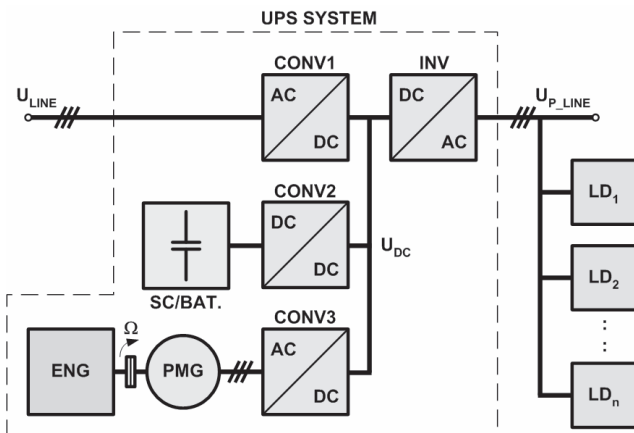 UPS SYSTEM
CONV1
INV
U_LINE
AC
DC
DC
AC
U_P_LINE
CONV2
DC
DC
U_DC
SC/BAT.
LD_1
LD_2
CONV3
ENG
Ω
PMG
AC
DC
LD_n